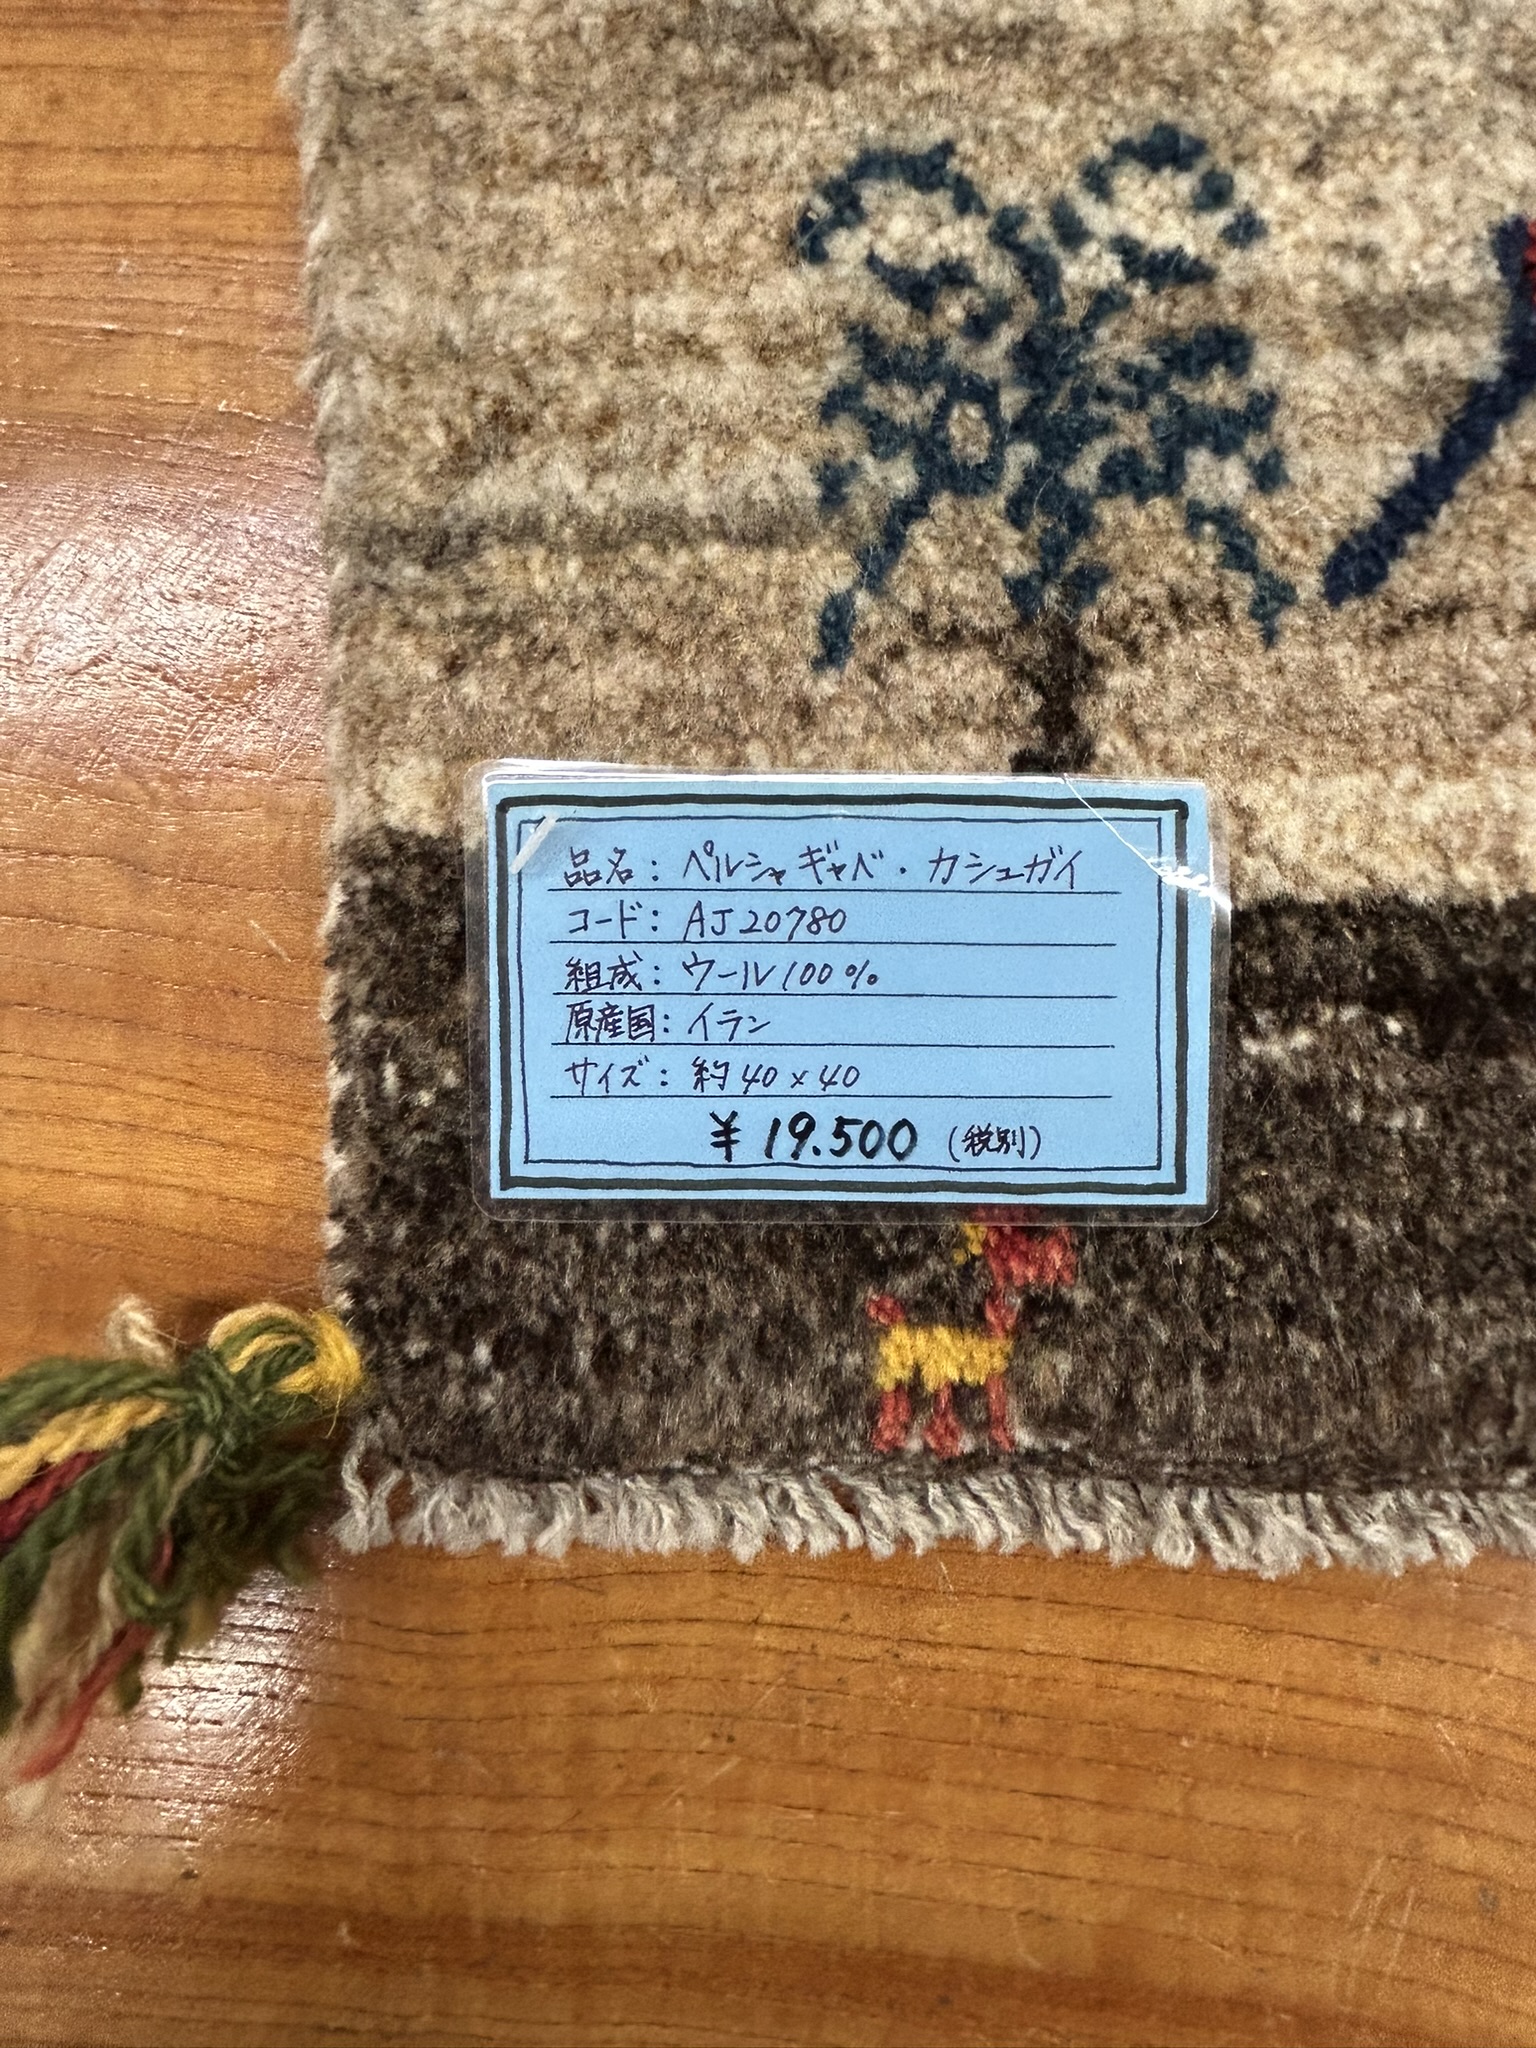 品名：ペルシャギャベ・カシュガイ
コード：AJ20780
組成：ウール100%
原産国：イラン
サイズ：約40×40
¥19.500（税別）